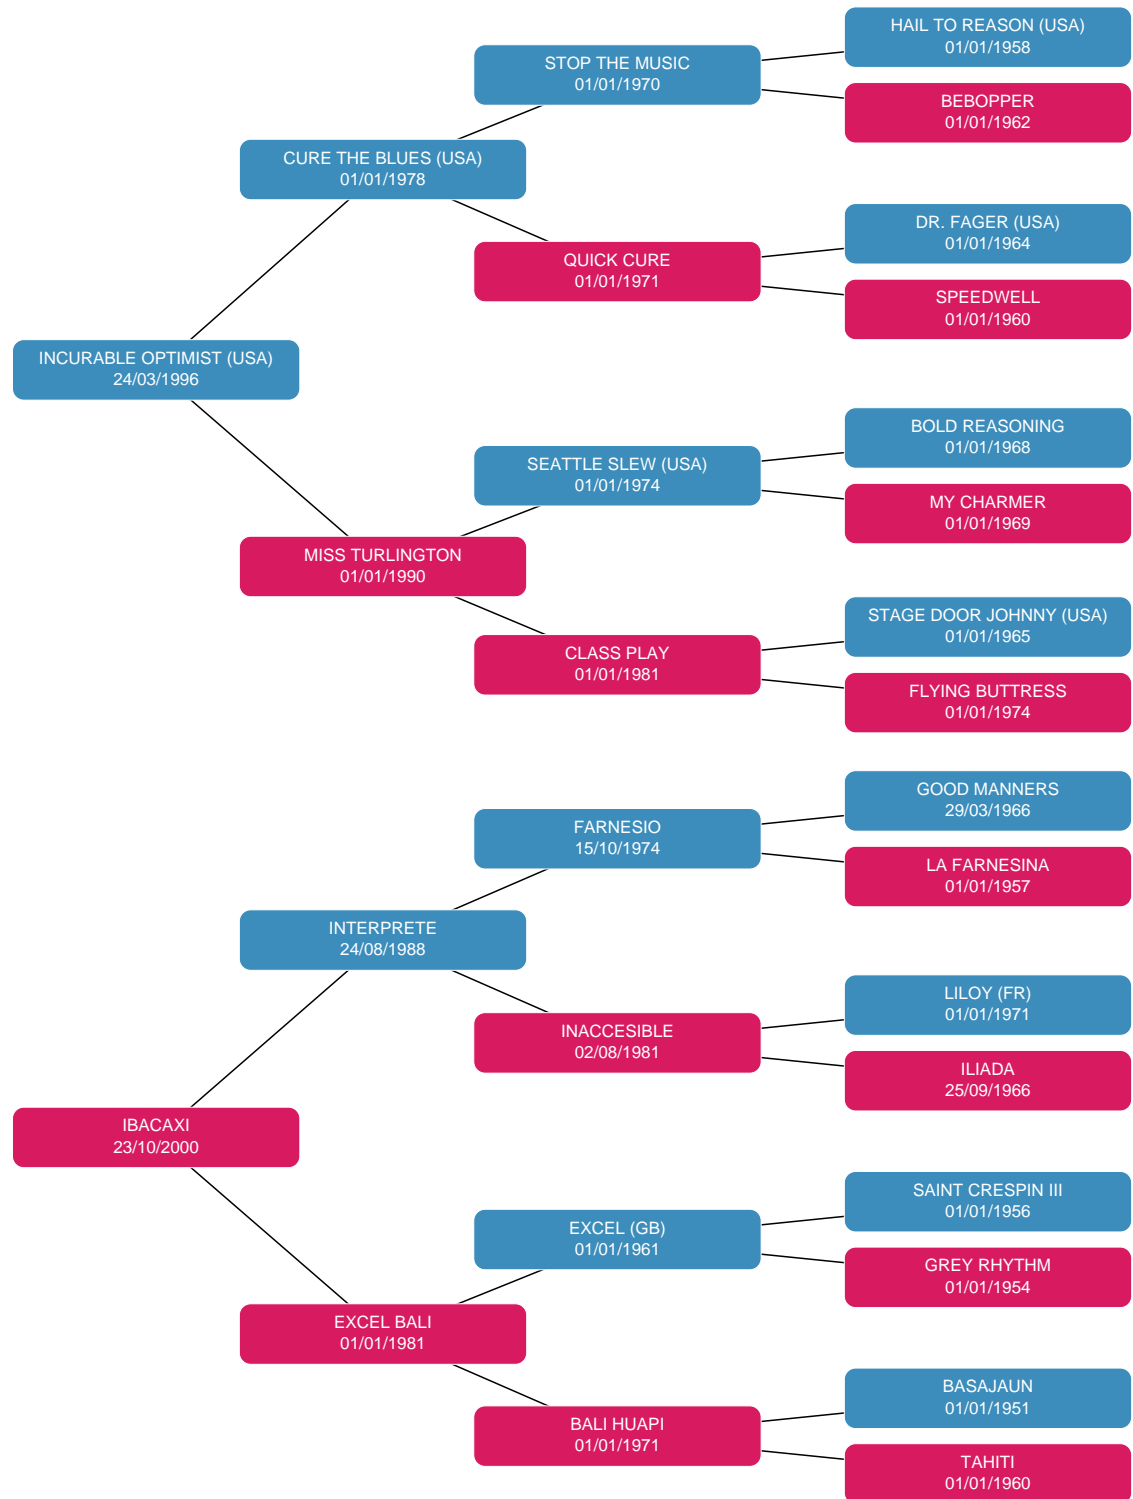 HAIL TO REASON (USA)
01/01/1958
STOP THE MUSIC
01/01/1970
BEBOPPER
01/01/1962
CURE THE BLUES (USA)
01/01/1978
DR. FAGER (USA)
01/01/1964
QUICK CURE
01/01/1971
SPEEDWELL
01/01/1960
INCURABLE OPTIMIST (USA)
24/03/1996
BOLD REASONING
01/01/1968
SEATTLE SLEW (USA)
01/01/1974
MY CHARMER
01/01/1969
MISS TURLINGTON
01/01/1990
STAGE DOOR JOHNNY (USA)
01/01/1965
CLASS PLAY
01/01/1981
FLYING BUTTRESS
01/01/1974
GOOD MANNERS
29/03/1966
FARNESIO
15/10/1974
LA FARNESINA
01/01/1957
INTERPRETE
24/08/1988
LILOY (FR)
01/01/1971
INACCESIBLE
02/08/1981
ILIADA
25/09/1966
IBACAXI
23/10/2000
SAINT CRESPIN III
01/01/1956
EXCEL (GB)
01/01/1961
GREY RHYTHM
01/01/1954
EXCEL BALI
01/01/1981
BASAJAUN
01/01/1951
BALI HUAPI
01/01/1971
TAHITI
01/01/1960